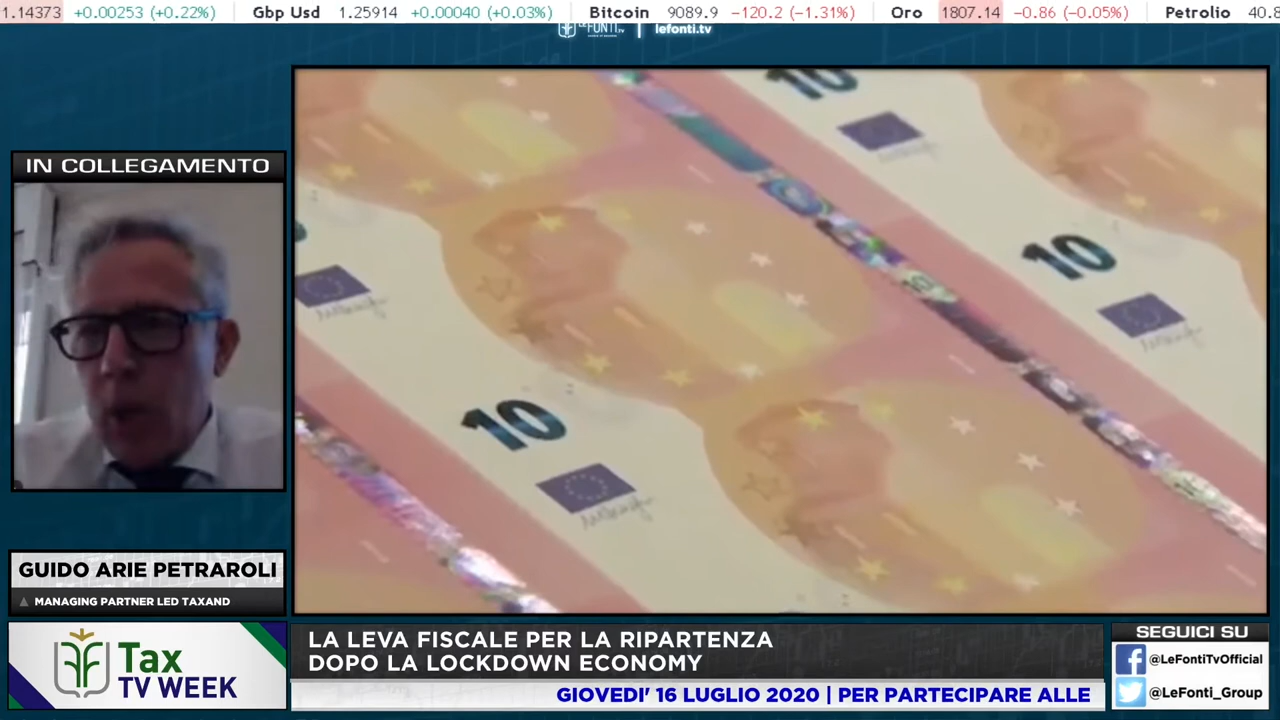 1.14373 +0.00253 (+0.22%) Gbp Usd 1.25914 +0.00040 (+0.03%) Bitcoin 9089.9 −120.2 (−1.31%) Oro 1807.14 −0.86 (−0.05%) Petrolio 40.8
LE FONTI.TV lefonti.tv
IN COLLEGAMENTO
10
10
10
GUIDO ARIE PETRAROLI
MANAGING PARTNER LED TAXAND
Tax
TV WEEK
LA LEVA FISCALE PER LA RIPARTENZA
DOPO LA LOCKDOWN ECONOMY
GIOVEDI' 16 LUGLIO 2020 | PER PARTECIPARE ALLE
SEGUICI SU
@LeFontiTvOfficial
@LeFonti_Group